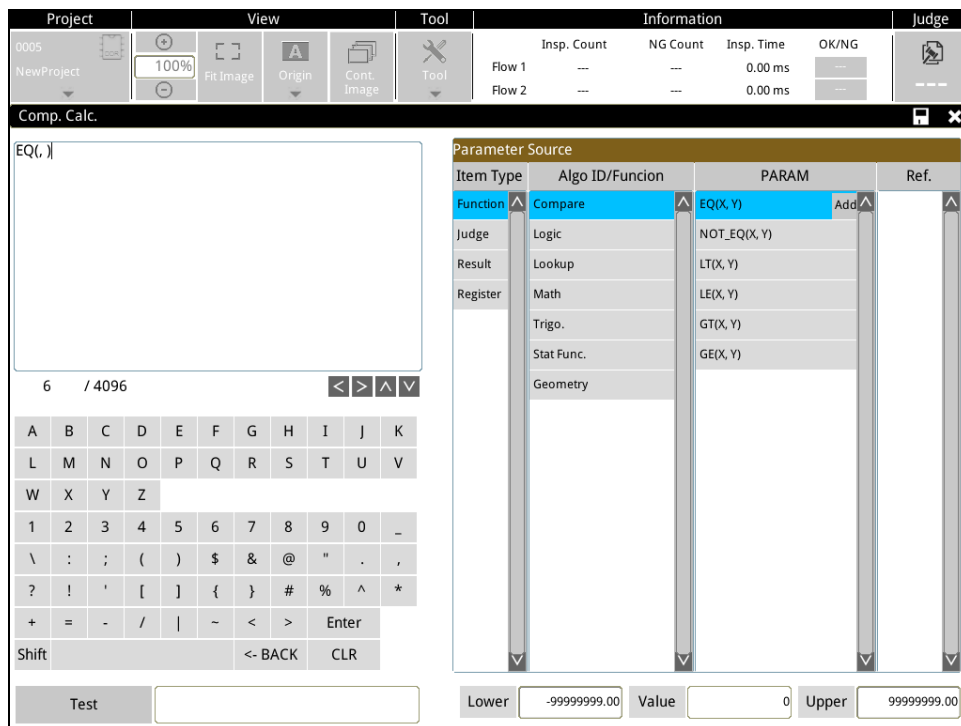 Project View Tool Information Judge
0005
NewProject
100%
Fit Image
Origin
Cont.
Image
Tool
Insp. Count NG Count Insp. Time OK/NG
Flow 1 --- --- 0.00 ms ---
Flow 2 --- --- 0.00 ms ---
---
Comp. Calc.
EQ(, )
6 / 4096
< > ∧ ∨
A B C D E F G H I J K
L M N O P Q R S T U V
W X Y Z
1 2 3 4 5 6 7 8 9 0 _
\ : ; ( ) $ & @ " . ,
? ! ' [ ] { } # % ^ *
+ = - / | ~ < > Enter
Shift <- BACK CLR
Test
Parameter Source
Item Type Algo ID/Funcion PARAM Ref.
Function Compare EQ(X, Y) Add
Judge Logic NOT_EQ(X, Y)
Result Lookup LT(X, Y)
Register Math LE(X, Y)
Trigo. GT(X, Y)
Stat Func. GE(X, Y)
Geometry
Lower -99999999.00 Value 0 Upper 99999999.00